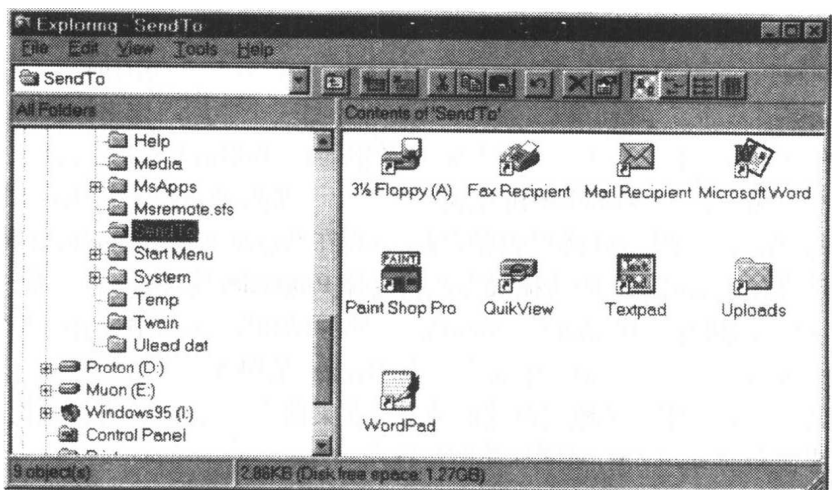 Exploring - SendTo
File Edit View Tools Help
SendTo
All Folders
Contents of 'SendTo'
Help
Media
MsApps
Msremote.sfs
SendTo
Start Menu
System
Temp
Twain
Ulead dat
Proton (D:)
Muon (E:)
Windows95 (I:)
Control Panel
3½ Floppy (A)
Fax Recipient
Mail Recipient
Microsoft Word
PAINT
Paint Shop Pro
QuikView
Textpad
Uploads
WordPad
9 object(s)
2.86KB (Disk free space: 1.27GB)